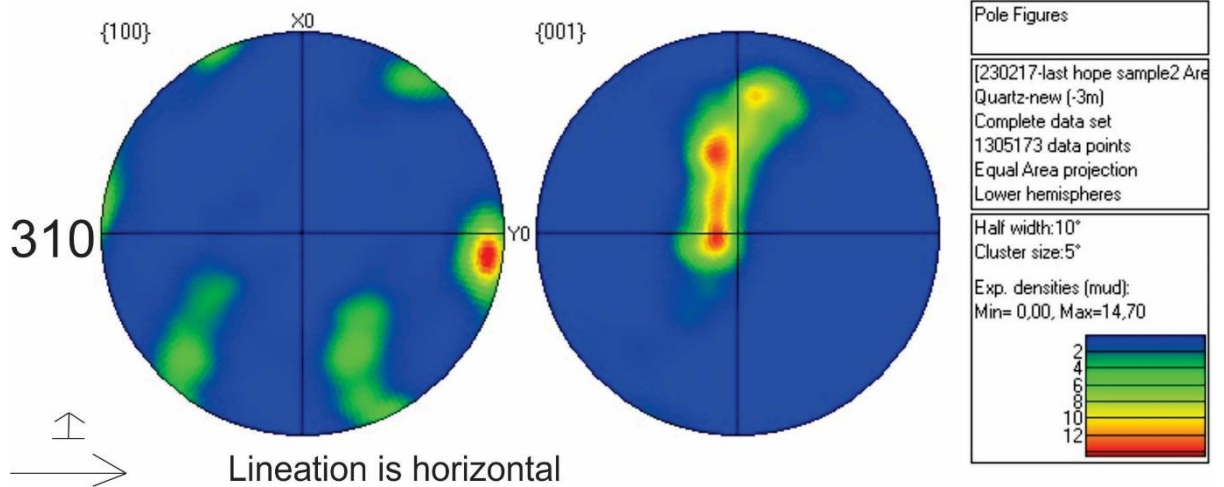 {100}
X0
{001}
310
Y0
Lineation is horizontal
Pole Figures
[230217-last hope sample2 Are
Quartz-new (-3m)
Complete data set
1305173 data points
Equal Area projection
Lower hemispheres
Half width:10°
Cluster size:5°
Exp. densities (mud):
Min= 0,00, Max=14,70
2
4
6
8
10
12